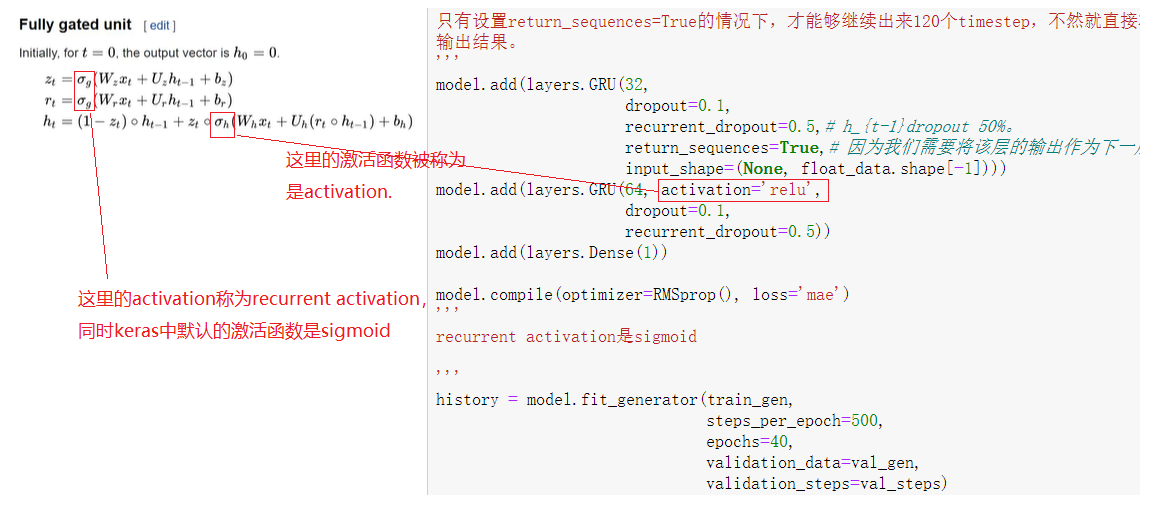 Fully gated unit [ edit ]
Initially, for t = 0, the output vector is h₀ = 0.
z_t = σ_g(W_z x_t + U_z h_{t−1} + b_z)
r_t = σ_g(W_r x_t + U_r h_{t−1} + b_r)
h_t = (1 − z_t) ∘ h_{t−1} + z_t ∘ σ_h(W_h x_t + U_h(r_t ∘ h_{t−1}) + b_h)
这里的激活函数被称为
是activation.
这里的activation称为recurrent activation，
同时keras中默认的激活函数是sigmoid
只有设置return_sequences=True的情况下，才能够继续出来120个timestep，不然就直接
输出结果。
'''
model.add(layers.GRU(32,
dropout=0.1,
recurrent_dropout=0.5,# h_{t-1}dropout 50%。
return_sequences=True,# 因为我们需要将该层的输出作为下一
input_shape=(None, float_data.shape[-1])))
model.add(layers.GRU(64, activation='relu',
dropout=0.1,
recurrent_dropout=0.5))
model.add(layers.Dense(1))
model.compile(optimizer=RMSprop(), loss='mae')
'''
recurrent activation是sigmoid
'''
history = model.fit_generator(train_gen,
steps_per_epoch=500,
epochs=40,
validation_data=val_gen,
validation_steps=val_steps)